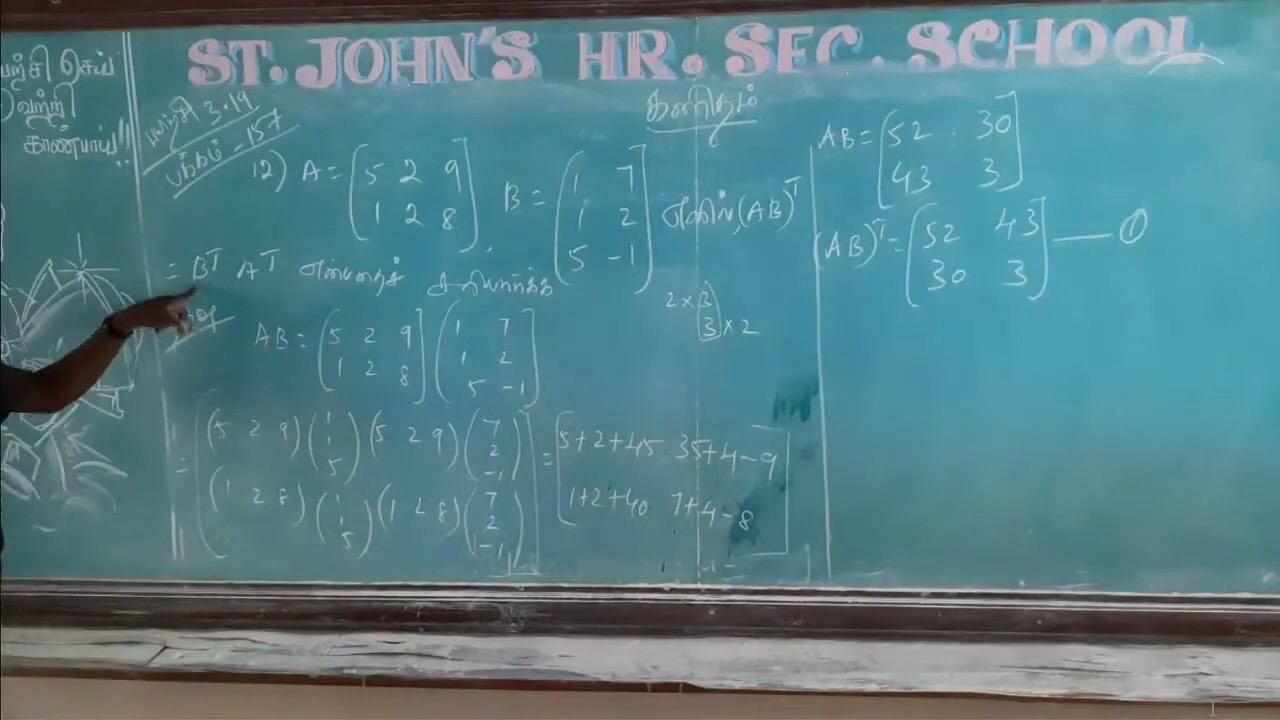 ST. JOHN'S HR. SEC. SCHOOL
வெற்றி
காண்பாய்!!
கணிதம்
பயிற்சி 3.19
பக்கம் - 157
12) A = (5 2 9
1 2 8), B = (1 7
1 2
5 -1) எனில், (AB)ᵀ
= Bᵀ Aᵀ என்பதைச் சரிபார்க்க
2 × 3
3 × 2
AB = (5 2 9
1 2 8) (1 7
1 2
5 -1)
= [(5 2 9) (1 1 5) (5 2 9) (7 2 -1)
(1 2 8) (1 1 5) (1 2 8) (7 2 -1)]
= [5+2+45 35+4-9
1+2+40 7+4-8]
AB = (52 30
43 3)
(AB)ᵀ = (52 43
30 3) — ①